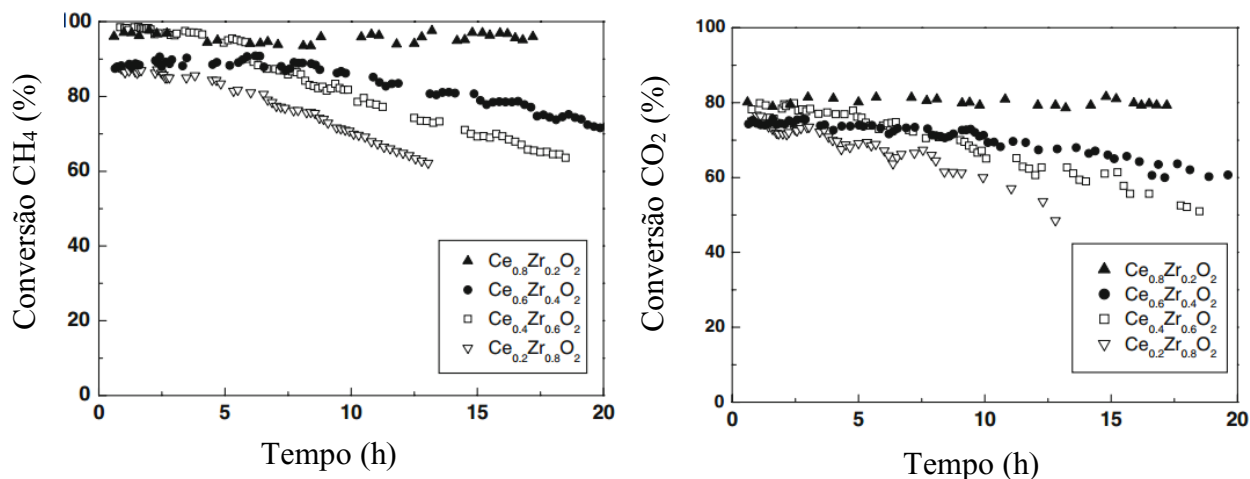 Conversão CH₄ (%)
100
80
60
80
20
0
0 5 10 15 20
Tempo (h)
Ce₀.₈Zr₀.₂O₂
Ce₀.₆Zr₀.₄O₂
Ce₀.₄Zr₀.₆O₂
Ce₀.₂Zr₀.₈O₂
Conversão CO₂ (%)
100
80
60
40
20
0
0 5 10 15 20
Tempo (h)
Ce₀.₈Zr₀.₂O₂
Ce₀.₆Zr₀.₄O₂
Ce₀.₄Zr₀.₆O₂
Ce₀.₂Zr₀.₈O₂